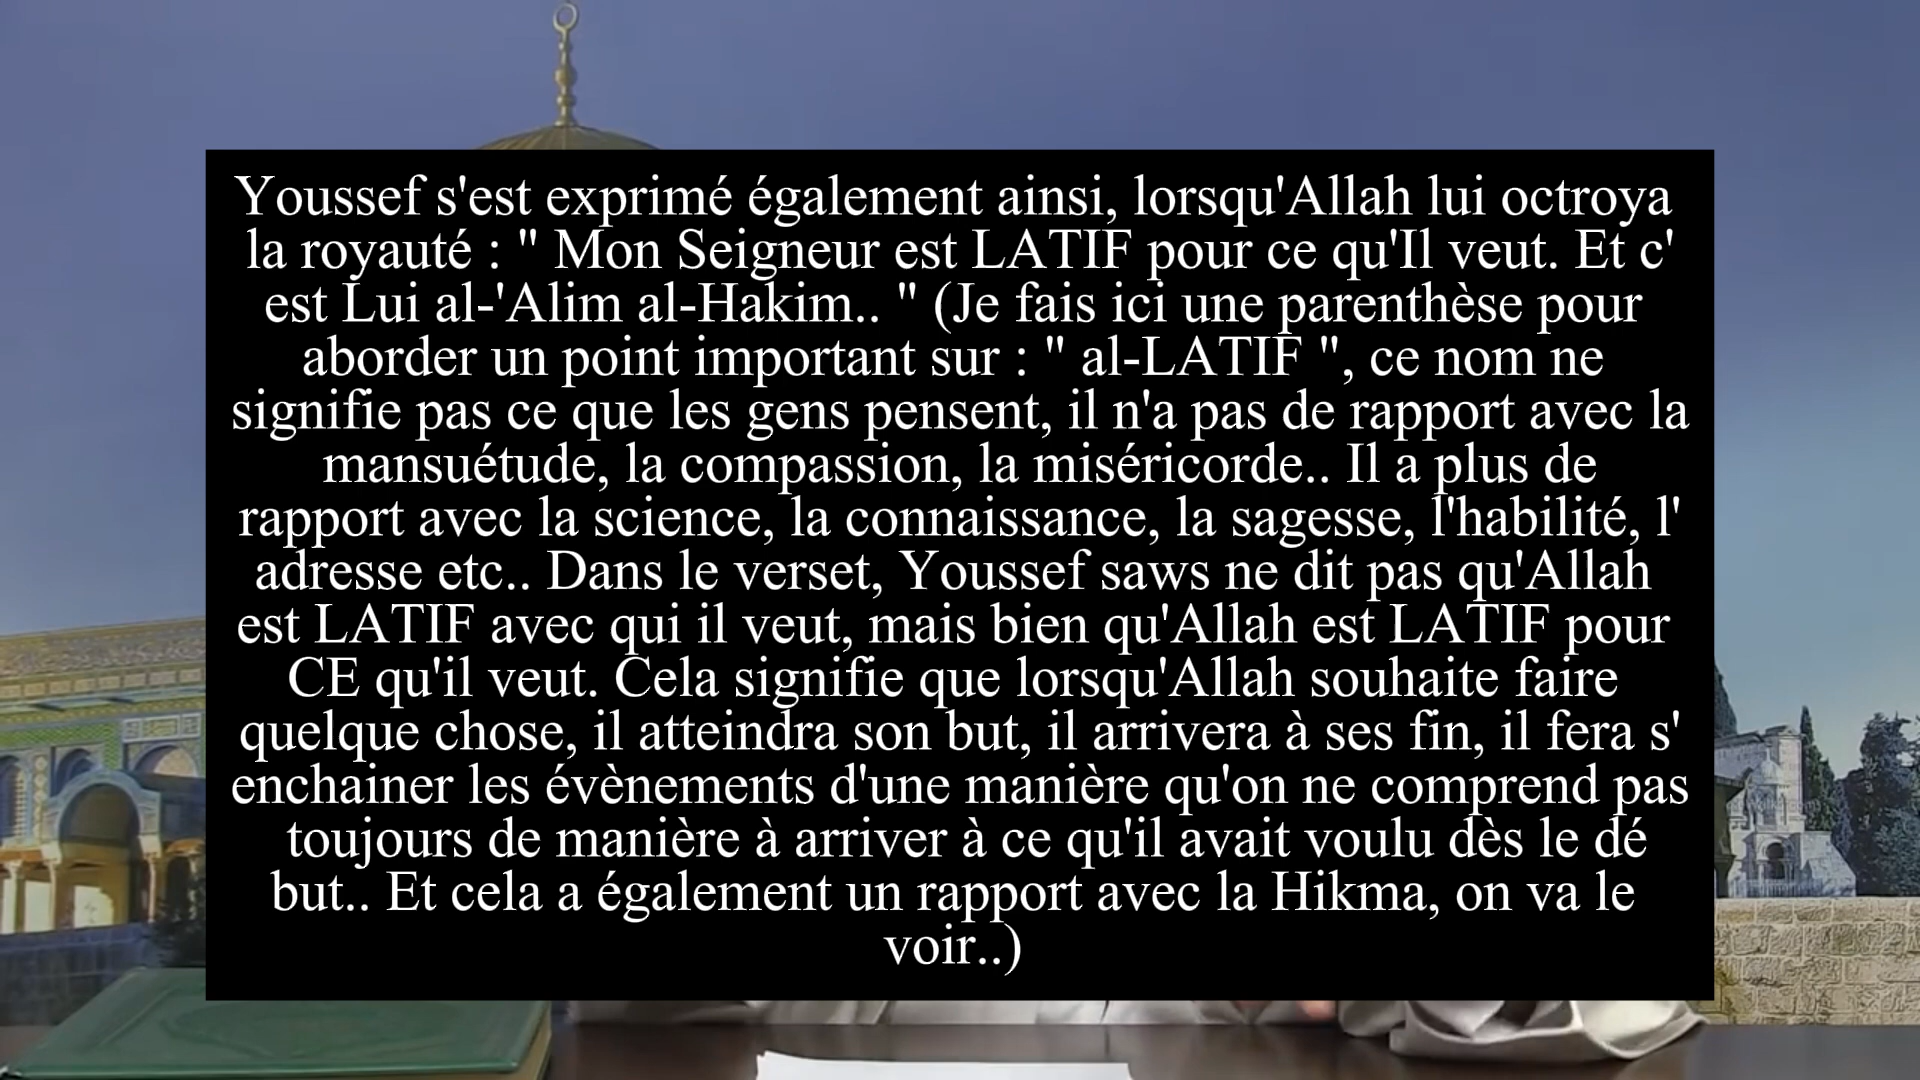 Youssef s'est exprimé également ainsi, lorsqu'Allah lui octroya
la royauté : " Mon Seigneur est LATIF pour ce qu'Il veut. Et c'
est Lui al-'Alim al-Hakim.. " (Je fais ici une parenthèse pour
aborder un point important sur : " al-LATIF ", ce nom ne
signifie pas ce que les gens pensent, il n'a pas de rapport avec la
mansuétude, la compassion, la miséricorde.. Il a plus de
rapport avec la science, la connaissance, la sagesse, l'habilité, l'
adresse etc.. Dans le verset, Youssef saws ne dit pas qu'Allah
est LATIF avec qui il veut, mais bien qu'Allah est LATIF pour
CE qu'il veut. Cela signifie que lorsqu'Allah souhaite faire
quelque chose, il atteindra son but, il arrivera à ses fin, il fera s'
enchainer les évènements d'une manière qu'on ne comprend pas
toujours de manière à arriver à ce qu'il avait voulu dès le dé
but.. Et cela a également un rapport avec la Hikma, on va le
voir..)